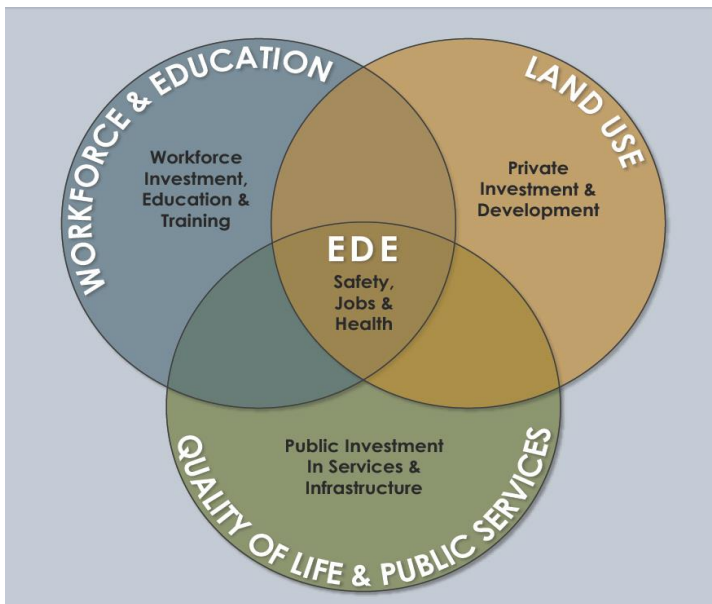 WORKFORCE & EDUCATION
LAND USE
Workforce
Investment,
Education &
Training
Private
Investment &
Development
EDE
Safety,
Jobs &
Health
Public Investment
In Services &
Infrastructure
QUALITY OF LIFE & PUBLIC SERVICES